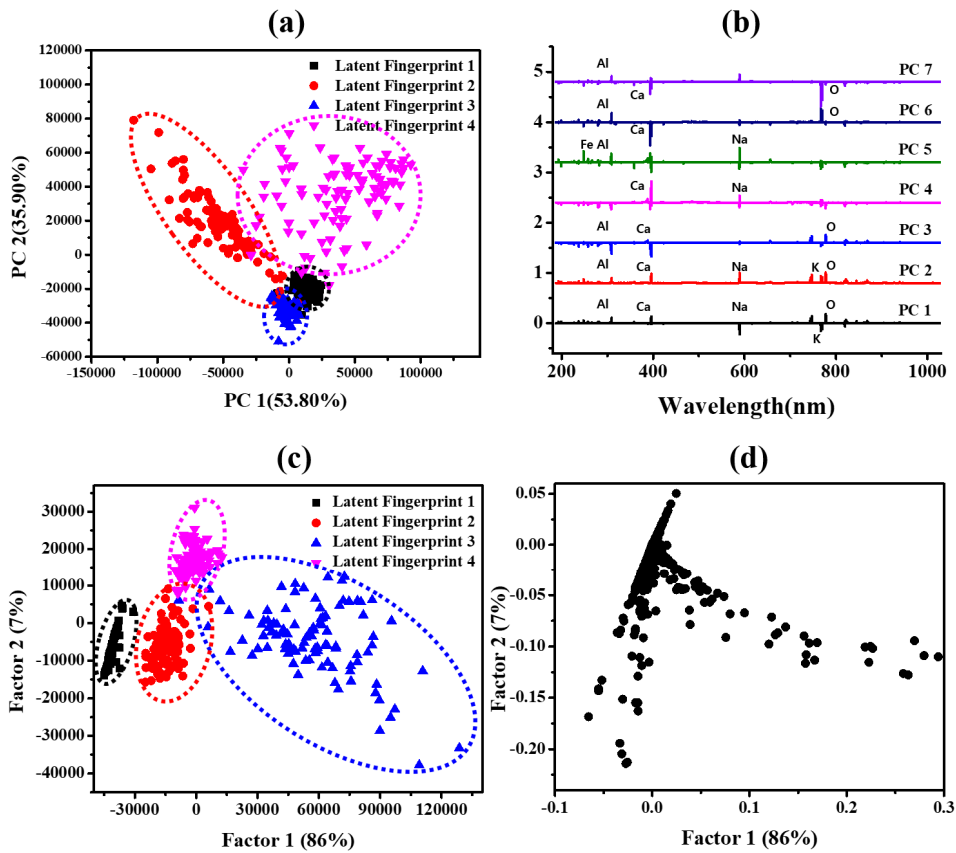 (a)
120000
100000
80000
60000
40000
20000
0
-20000
-40000
-60000
-150000 -100000 -50000 0 50000 100000
PC 2(35.90%)
PC 1(53.80%)
Latent Fingerprint 1
Latent Fingerprint 2
Latent Fingerprint 3
Latent Fingerprint 4
(b)
5
4
3
2
1
0
200 400 600 800 1000
Wavelength(nm)
Al PC 7
Ca O
Al PC 6
Ca O
Fe Al Na PC 5
Ca Na PC 4
Al Ca O PC 3
Al Ca Na K O PC 2
Al Ca Na O PC 1
K
(c)
30000
20000
10000
0
-10000
-20000
-30000
-40000
-30000 0 30000 60000 90000 120000
Factor 2 (7%)
Factor 1 (86%)
Latent Fingerprint 1
Latent Fingerprint 2
Latent Fingerprint 3
Latent Fingerprint 4
(d)
0.05
0.00
-0.05
-0.10
-0.15
-0.20
-0.1 0.0 0.1 0.2 0.3
Factor 2 (7%)
Factor 1 (86%)